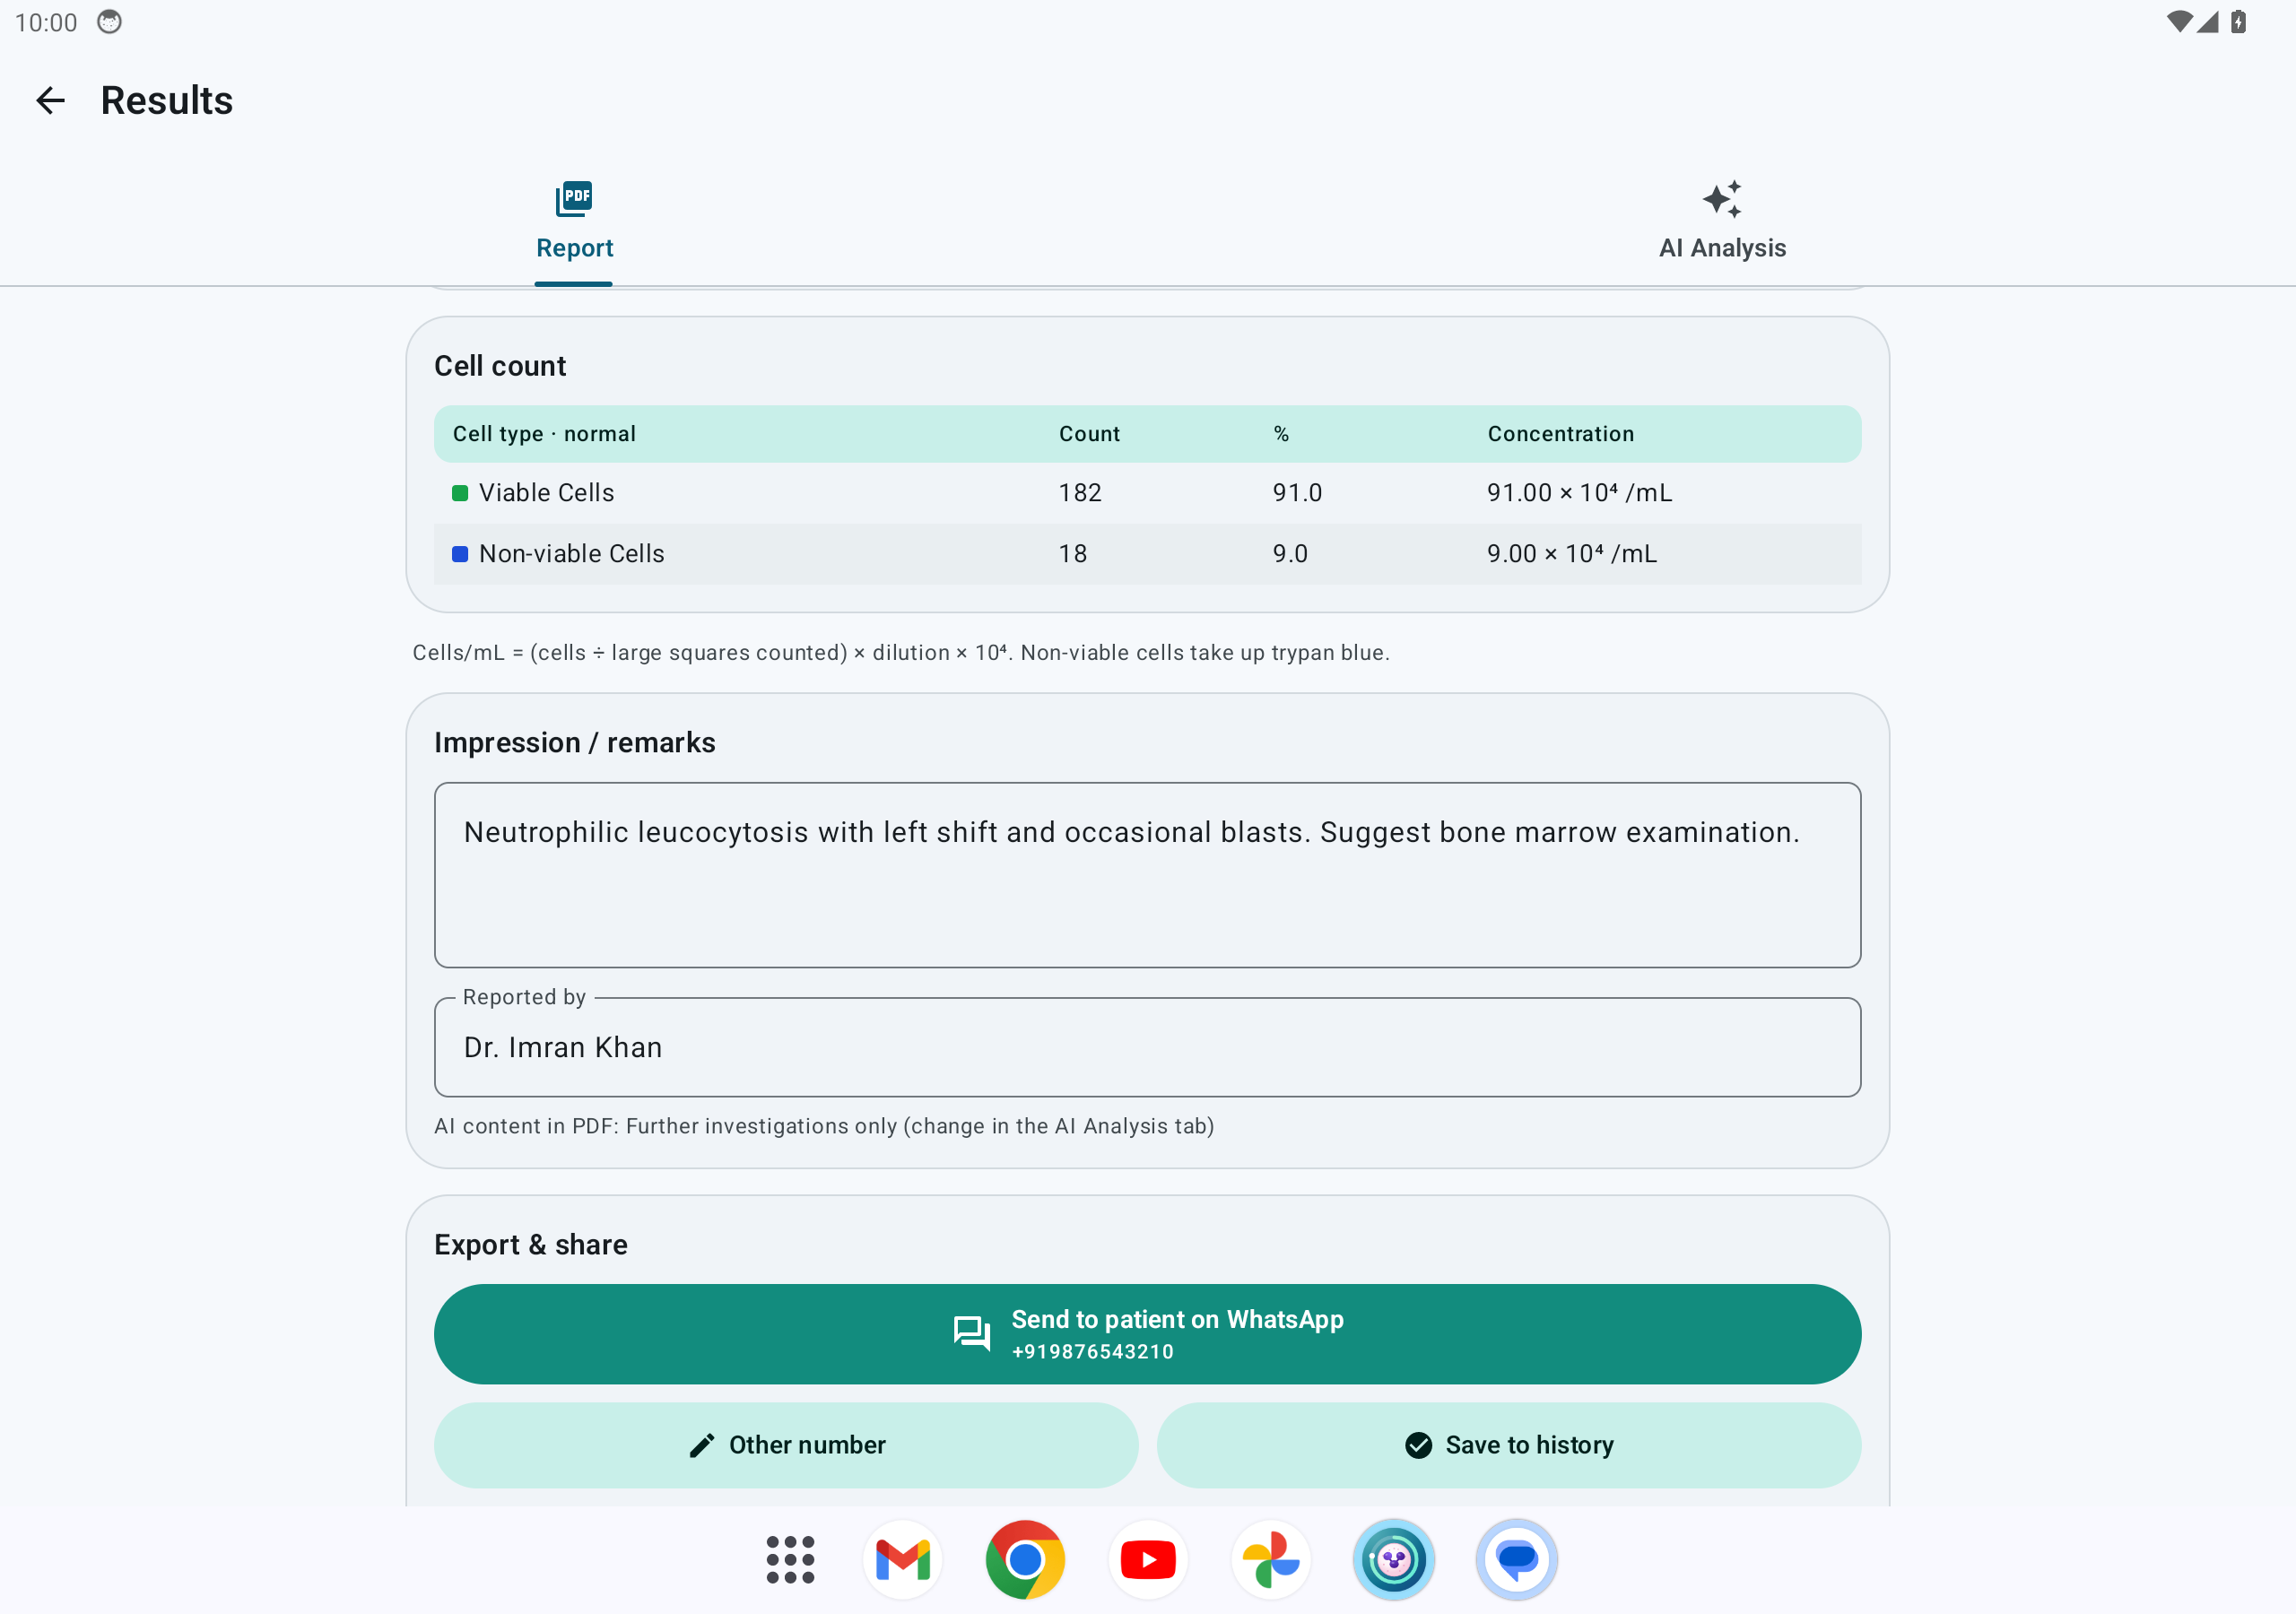 10:00
Results
PDF
Report
AI Analysis
Cell count
Cell type · normal Count % Concentration
Viable Cells 182 91.0 91.00 × 10⁴ /mL
Non-viable Cells 18 9.0 9.00 × 10⁴ /mL
Cells/mL = (cells ÷ large squares counted) × dilution × 10⁴. Non-viable cells take up trypan blue.
Impression / remarks
Neutrophilic leucocytosis with left shift and occasional blasts. Suggest bone marrow examination.
Reported by
Dr. Imran Khan
AI content in PDF: Further investigations only (change in the AI Analysis tab)
Export & share
Send to patient on WhatsApp
+919876543210
Other number
Save to history